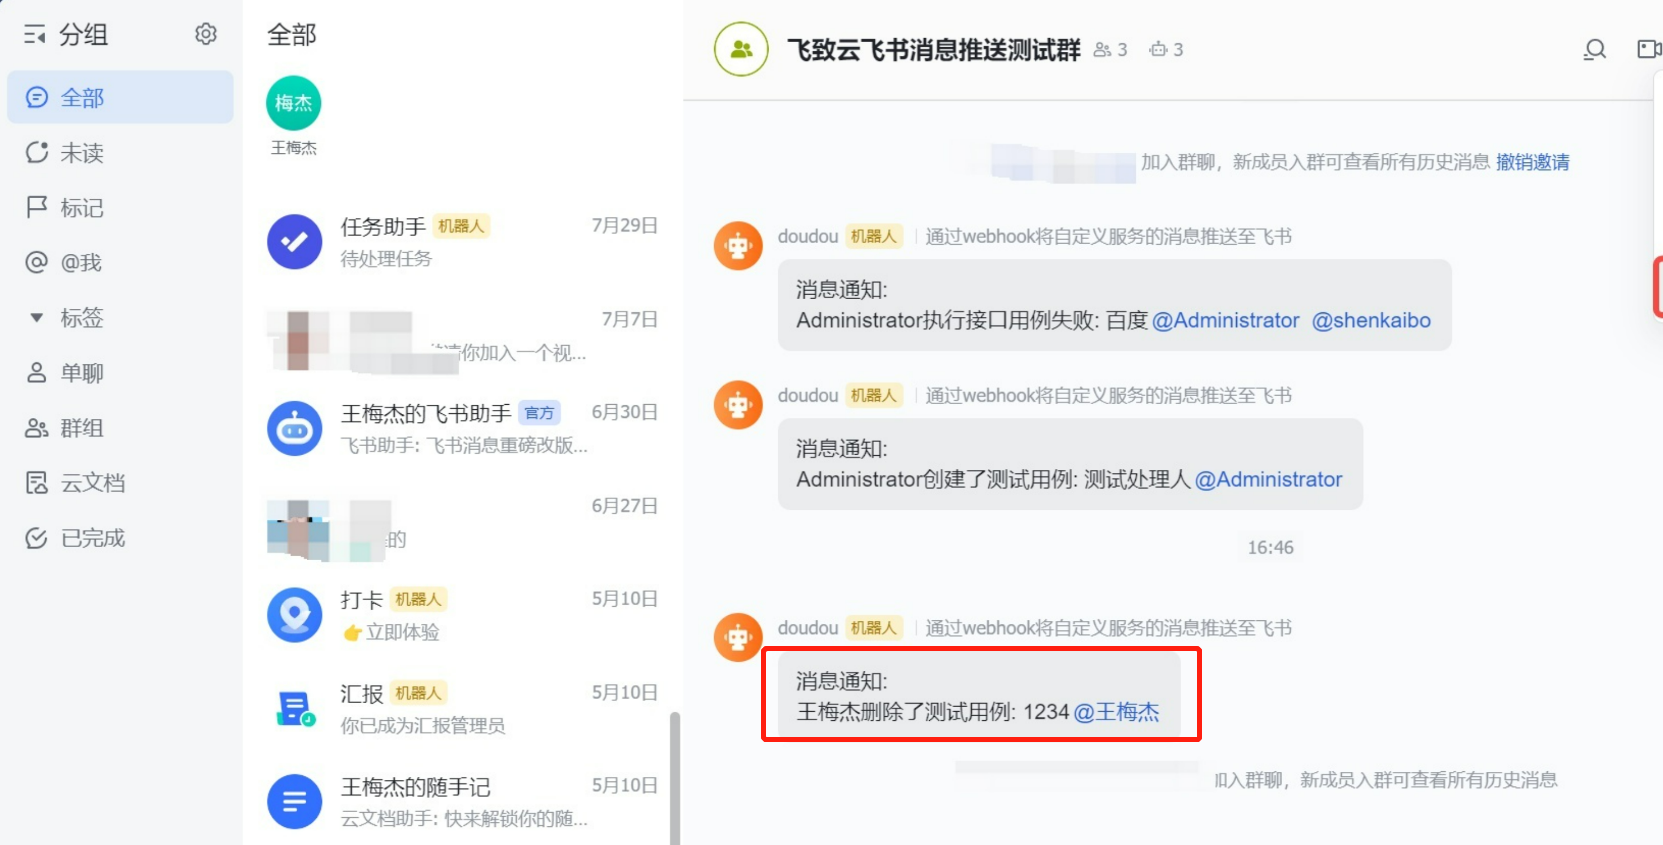 分组
全部
未读
标记
@我
标签
单聊
群组
云文档
已完成
全部
梅杰
王梅杰
任务助手 机器人 7月29日
待处理任务
7月7日
你加入一个视...
王梅杰的飞书助手 官方 6月30日
飞书助手: 飞书消息重磅改版...
6月27日
的
打卡 机器人 5月10日
👉立即体验
汇报 机器人 5月10日
你已成为汇报管理员
王梅杰的随手记 5月10日
云文档助手: 快来解锁你的随...
飞致云飞书消息推送测试群 3 3
加入群聊，新成员入群可查看所有历史消息 撤销邀请
doudou 机器人 | 通过webhook将自定义服务的消息推送至飞书
消息通知:
Administrator执行接口用例失败: 百度@Administrator @shenkaibo
doudou 机器人 | 通过webhook将自定义服务的消息推送至飞书
消息通知:
Administrator创建了测试用例: 测试处理人@Administrator
16:46
doudou 机器人 | 通过webhook将自定义服务的消息推送至飞书
消息通知:
王梅杰删除了测试用例: 1234@王梅杰
加入群聊，新成员入群可查看所有历史消息